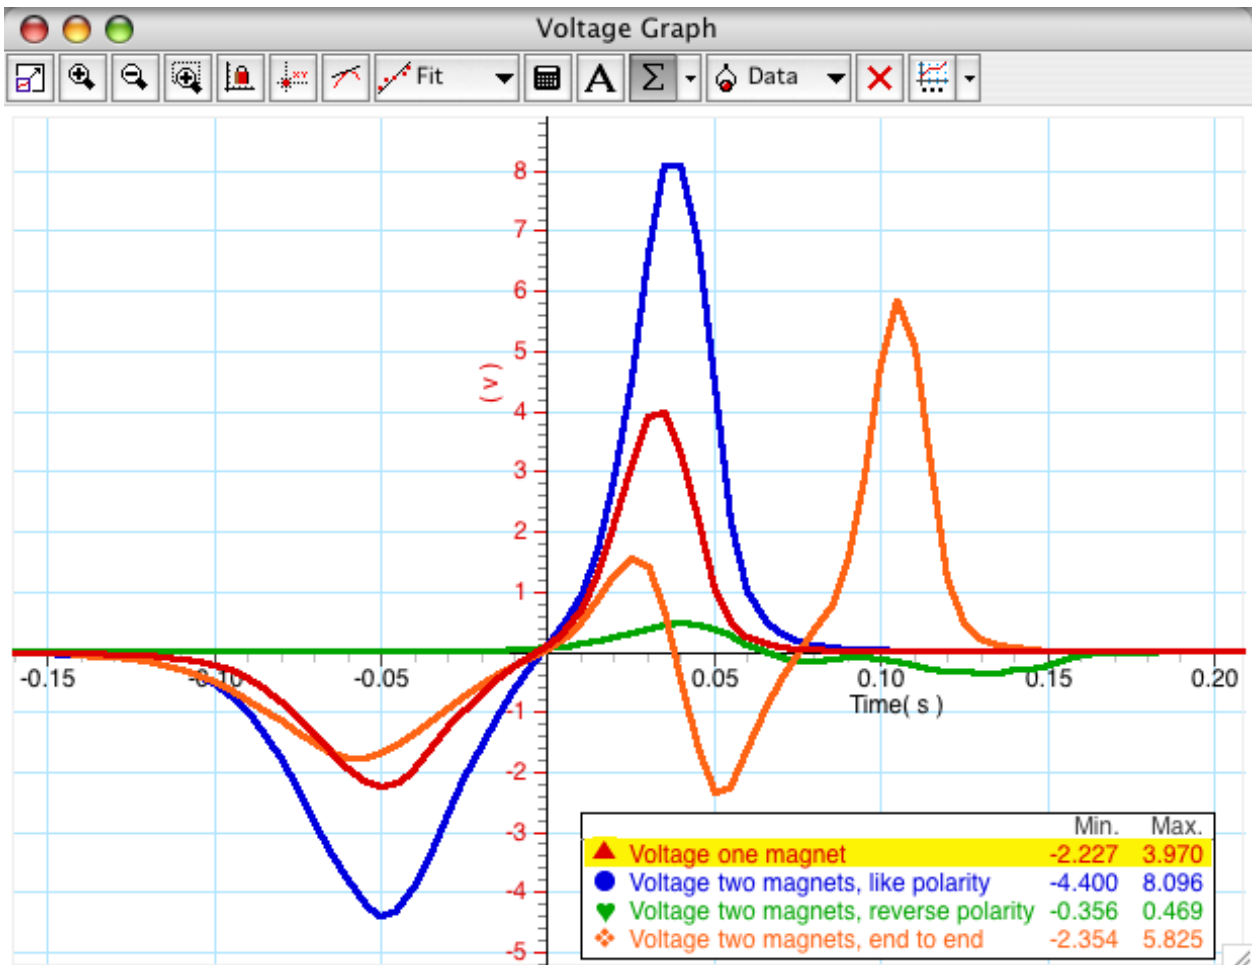 Voltage Graph
XY
Fit
A
Σ
Data
8
7
6
5
( v )
4
3
2
1
-0.15 -0.10 -0.05 0.05 0.10 0.15 0.20
Time( s )
-1
-2
-3
-4
-5
Min. Max.
Voltage one magnet -2.227 3.970
Voltage two magnets, like polarity -4.400 8.096
Voltage two magnets, reverse polarity -0.356 0.469
Voltage two magnets, end to end -2.354 5.825